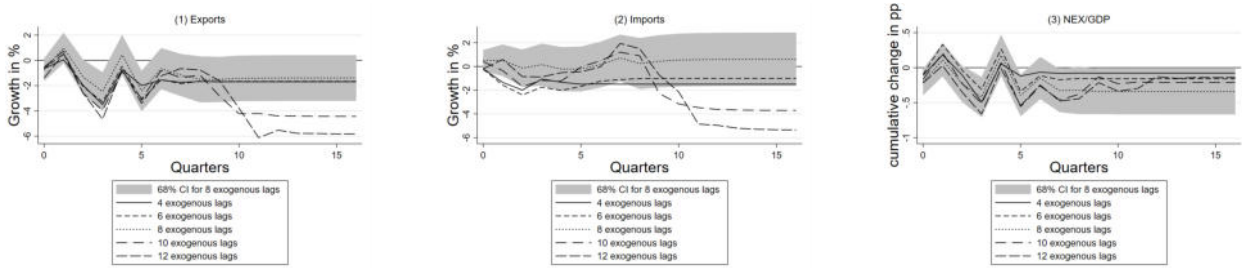 (1) Exports
Growth in %
2
0
-2
-4
-6
0
5
10
15
Quarters
68% CI for 8 exogenous lags
4 exogenous lags
6 exogenous lags
8 exogenous lags
10 exogenous lags
12 exogenous lags
(2) Imports
Growth in %
2
0
-2
-4
-6
0
5
10
15
Quarters
68% CI for 8 exogenous lags
4 exogenous lags
6 exogenous lags
8 exogenous lags
10 exogenous lags
12 exogenous lags
(3) NEX/GDP
cumulative change in pp
.5
0
-.5
-1
0
5
10
15
Quarters
68% CI for 8 exogenous lags
4 exogenous lags
6 exogenous lags
8 exogenous lags
10 exogenous lags
12 exogenous lags